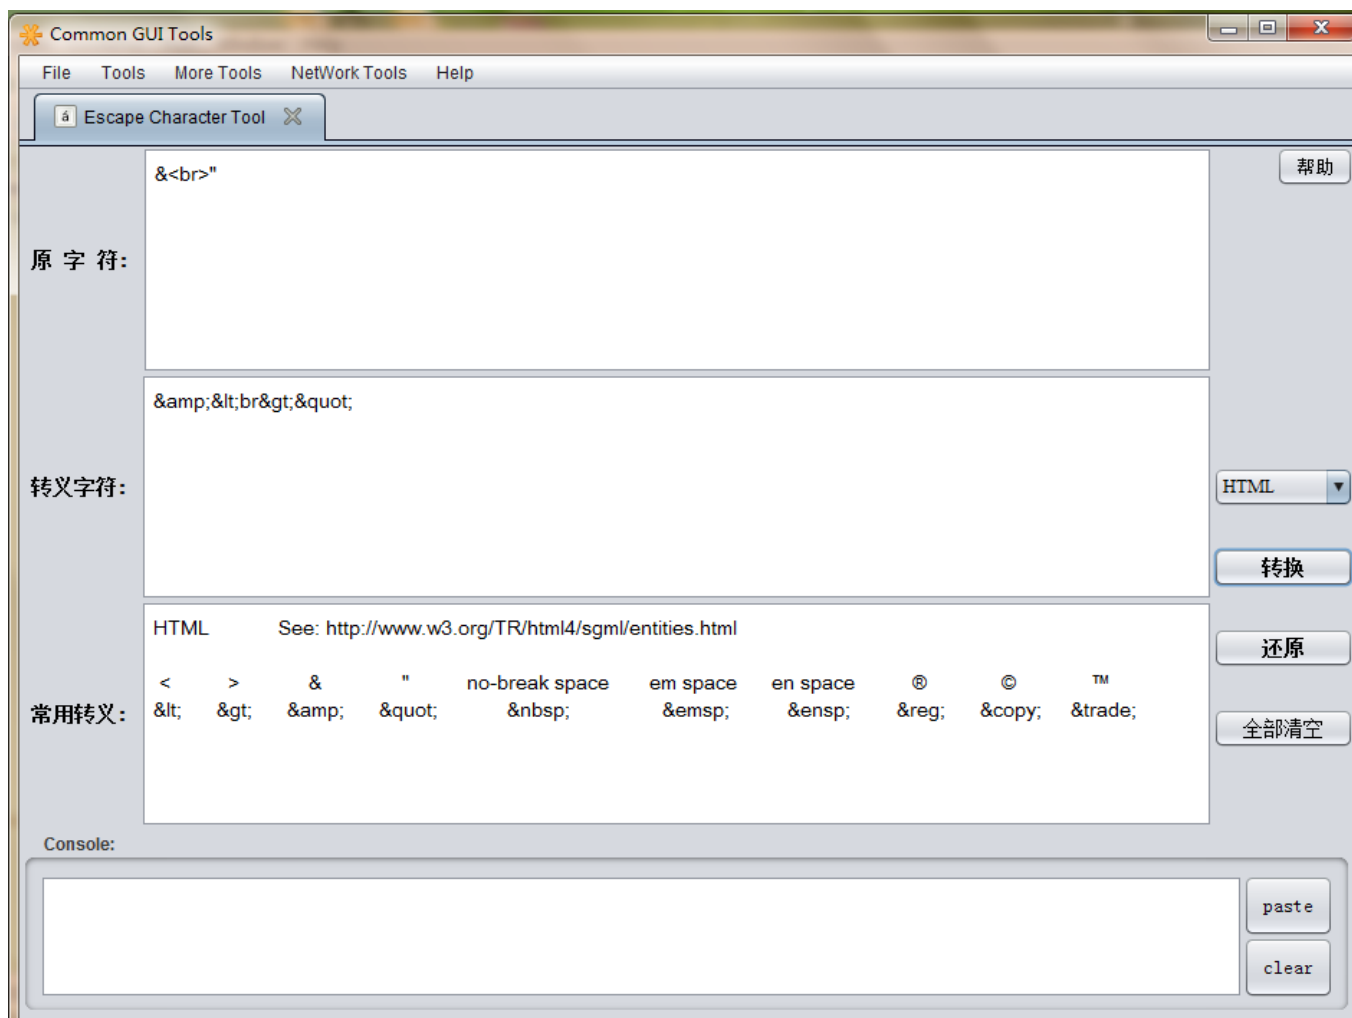 Common GUI Tools
File Tools More Tools NetWork Tools Help
á Escape Character Tool
原 字 符:
&<br>"
帮助
转义字符:
&amp;&lt;br&gt;&quot;
HTML
转换
还原
全部清空
常用转义:
HTML See: http://www.w3.org/TR/html4/sgml/entities.html
< > & " no-break space em space en space ® © ™
&lt; &gt; &amp; &quot; &nbsp; &emsp; &ensp; &reg; &copy; &trade;
Console:
paste
clear